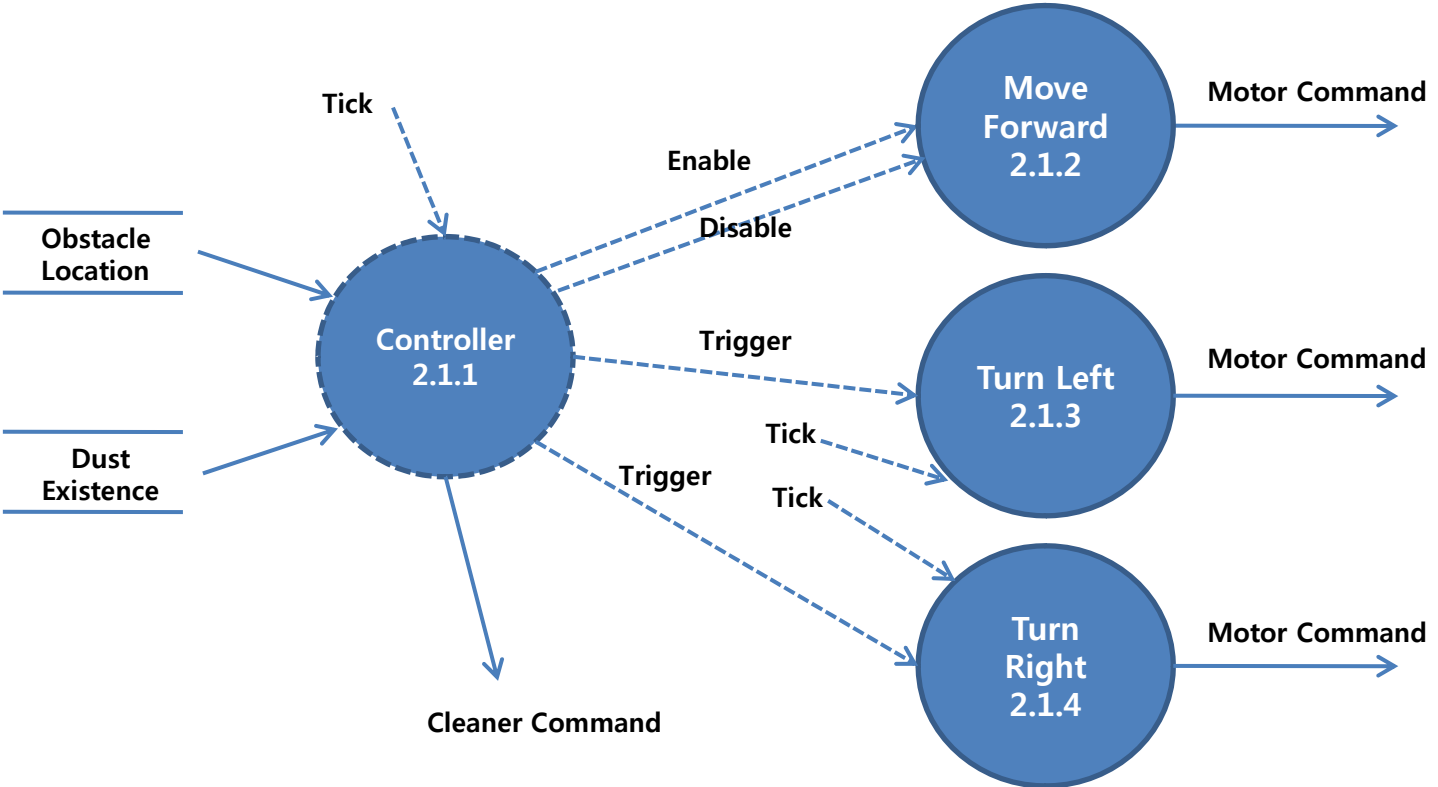 Move
Forward
2.1.2
Motor Command
Tick
Enable
Disable
Obstacle
Location
Controller
2.1.1
Trigger
Turn Left
2.1.3
Motor Command
Tick
Dust
Existence
Trigger
Tick
Turn
Right
2.1.4
Motor Command
Cleaner Command